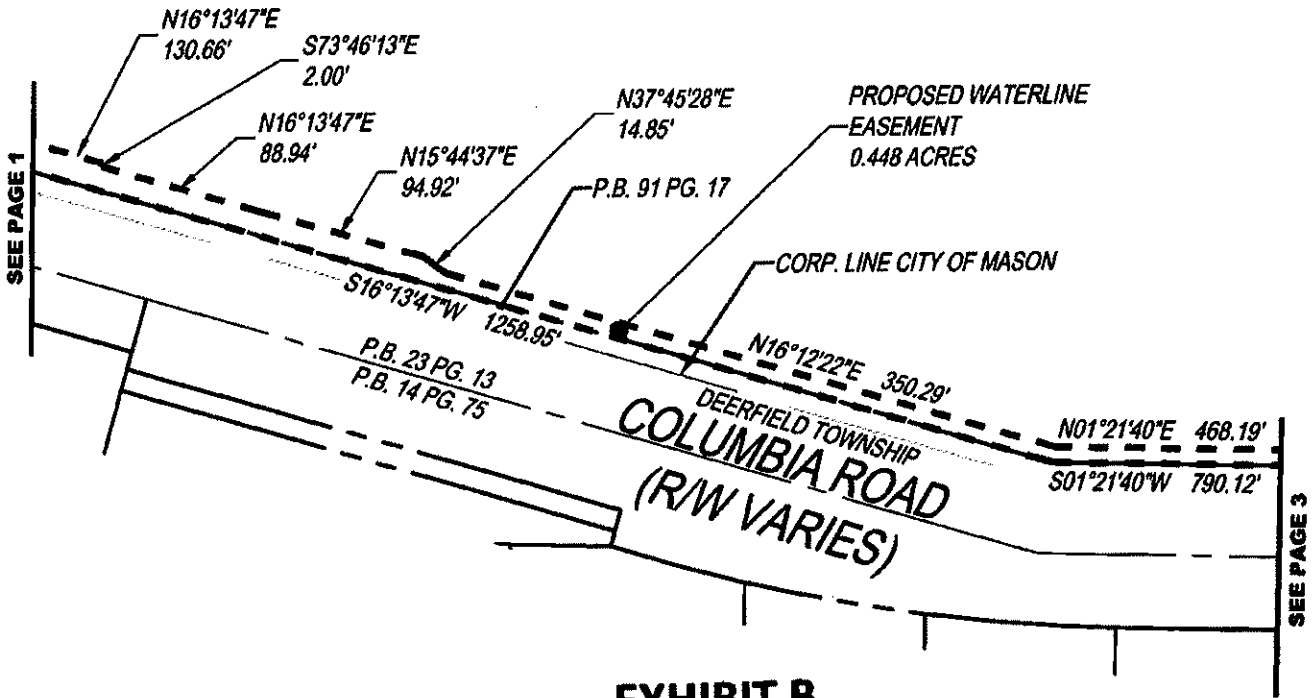 N16°13'47"E
130.66'
S73°46'13"E
2.00'
N16°13'47"E
88.94'
N15°44'37"E
94.92'
N37°45'28"E
14.85'
P.B. 91 PG. 17
PROPOSED WATERLINE
EASEMENT
0.448 ACRES
CORP. LINE CITY OF MASON
SEE PAGE 1
S16°13'47"W 1258.95'
P.B. 23 PG. 13
P.B. 14 PG. 75
N16°12'22"E 350.29'
DEERFIELD TOWNSHIP
COLUMBIA ROAD
(R/W VARIES)
N01°21'40"E 468.19'
S01°21'40"W 790.12'
SEE PAGE 3
EXHIBIT B